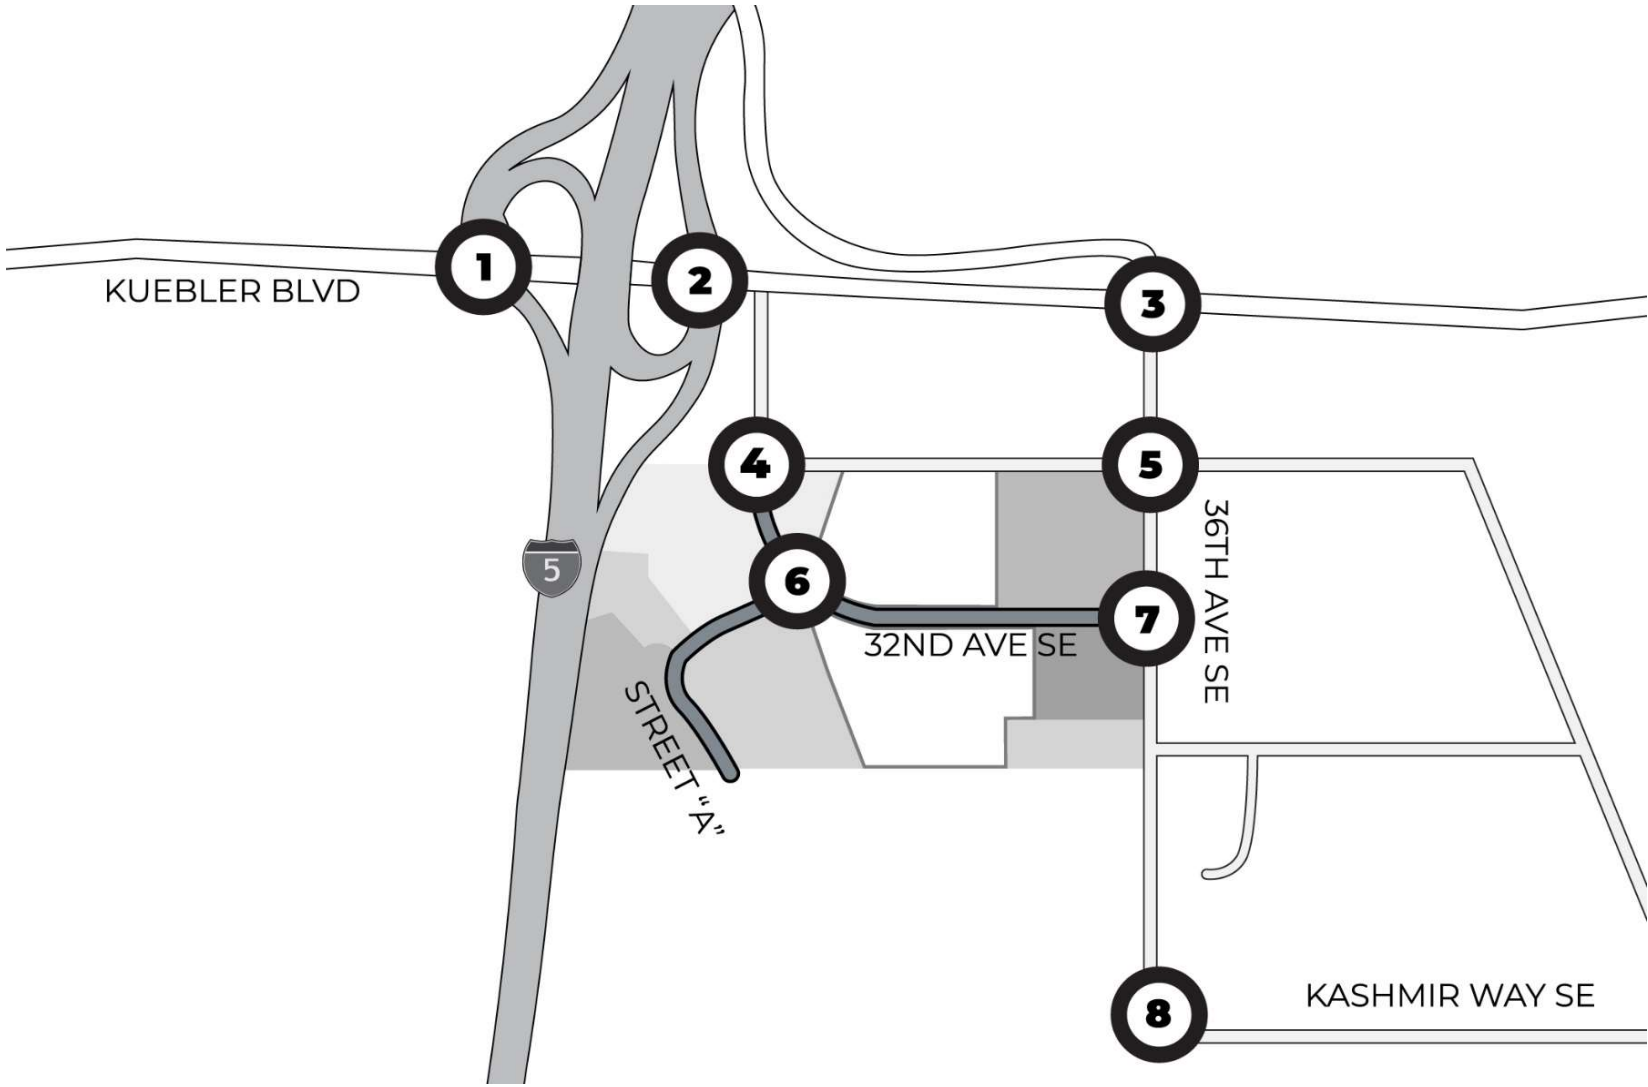 1
2
3
KUEBLER BLVD
4
5
36TH AVE SE
5
6
7
32ND AVE SE
STREET “A”
8
KASHMIR WAY SE